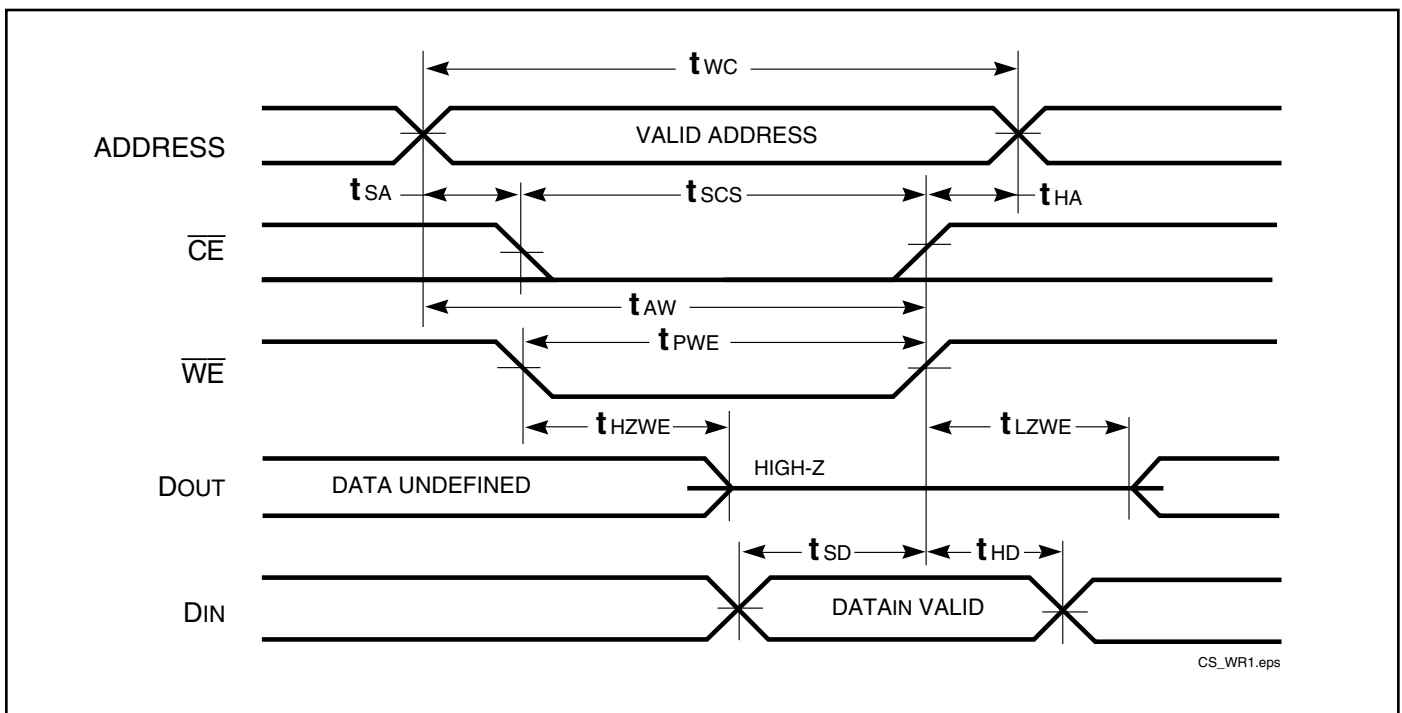 tWC
ADDRESS
VALID ADDRESS
tSA
tSCS
tHA
CE
tAW
tPWE
WE
tHZWE
tLZWE
DOUT
DATA UNDEFINED
HIGH-Z
tSD
tHD
DIN
DATAIN VALID
CS_WR1.eps